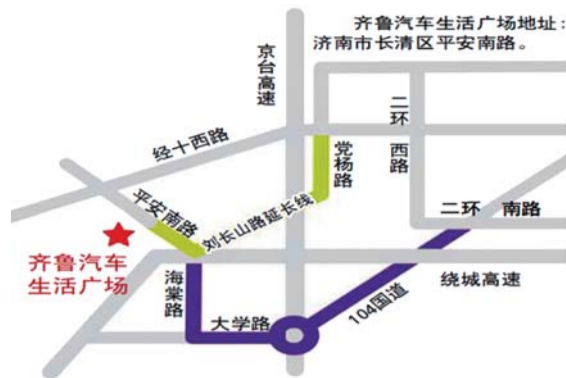 齐鲁汽车生活广场地址：
济南市长清区平安南路。
京台高速
二环
西路
经十西路
党杨路
平安南路
刘长山路延长线
二环 南路
齐鲁汽车
生活广场
海棠路
绕城高速
大学路
104国道